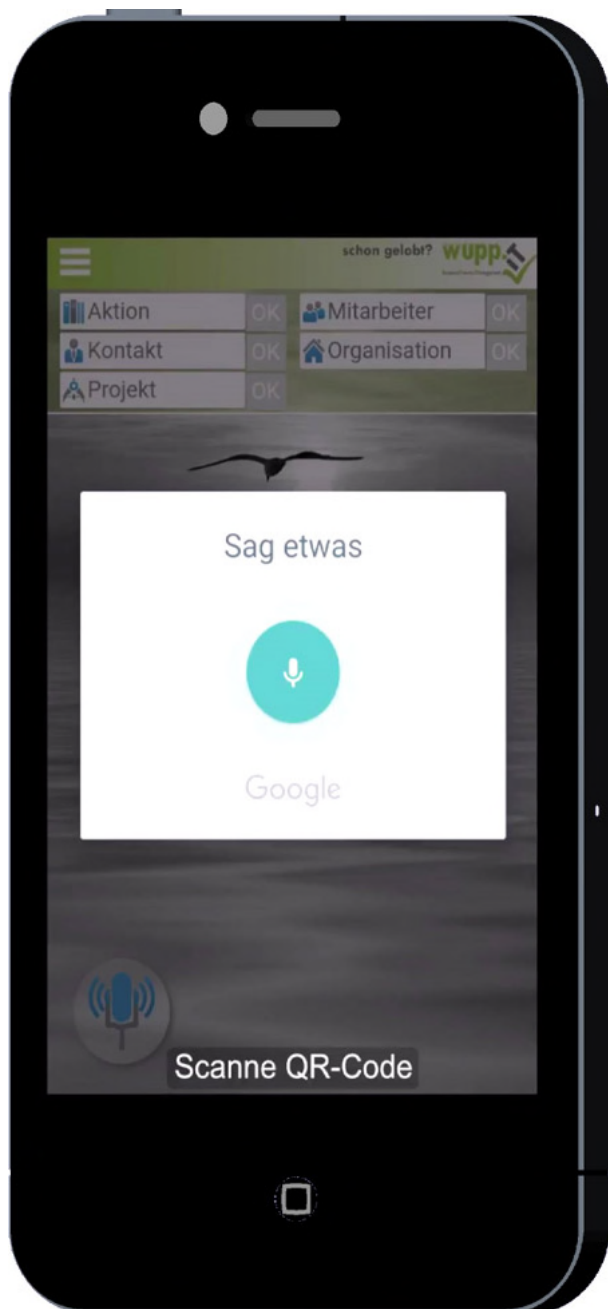 schon gelobt? wupp.it
Aktion OK Mitarbeiter OK
Kontakt OK Organisation OK
Projekt OK
Sag etwas
Google
Scanne QR-Code